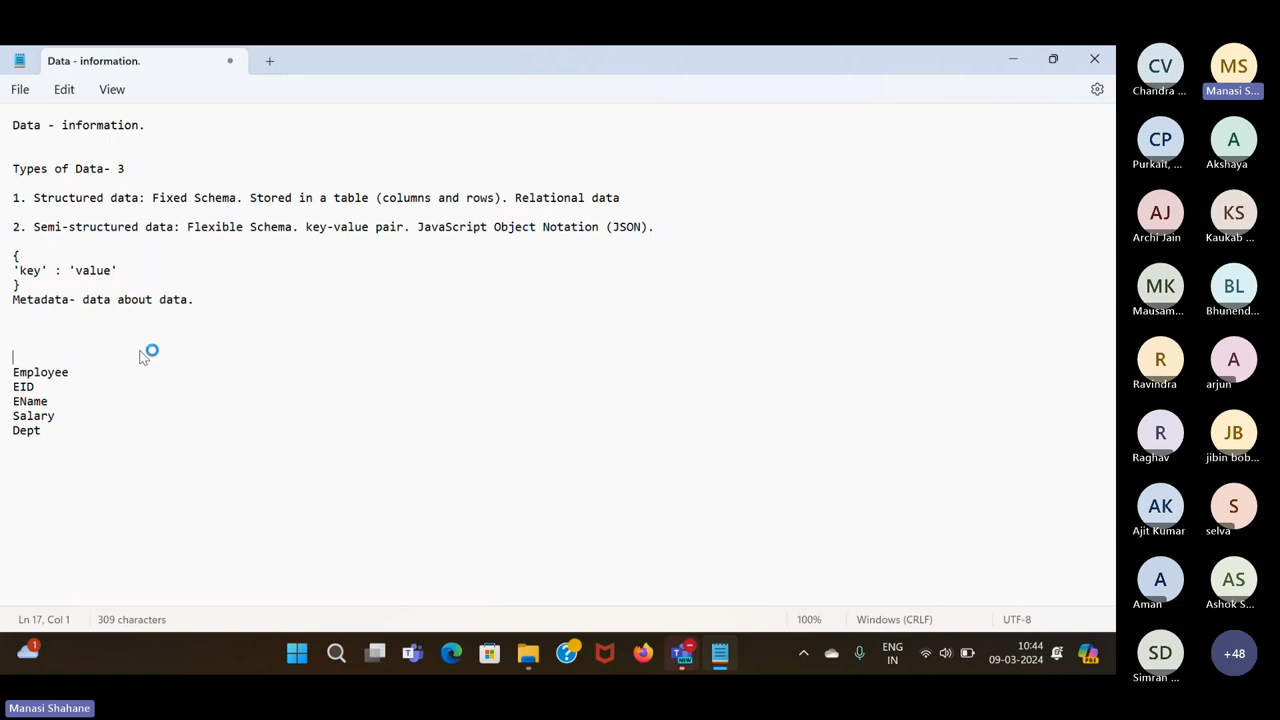 Data - information.
File
Edit
View
Data - information.
Types of Data- 3
1. Structured data: Fixed Schema. Stored in a table (columns and rows). Relational data
2. Semi-structured data: Flexible Schema. key-value pair. JavaScript Object Notation (JSON).
{
'key' : 'value'
}
Metadata- data about data.
Employee
EID
EName
Salary
Dept
Ln 17, Col 1
309 characters
100%
Windows (CRLF)
UTF-8
1
NEW
ENG
IN
10:44
09-03-2024
PRE
Manasi Shahane
CV
Chandra ...
MS
Manasi S...
CP
Purkait, ...
A
Akshaya
AJ
Archi Jain
KS
Kaukab ...
MK
Mausam...
BL
Bhunend...
R
Ravindra
A
arjun
R
Raghav
JB
jibin bob...
AK
Ajit Kumar
S
selva
A
Aman
AS
Ashok S...
SD
Simran ...
+48